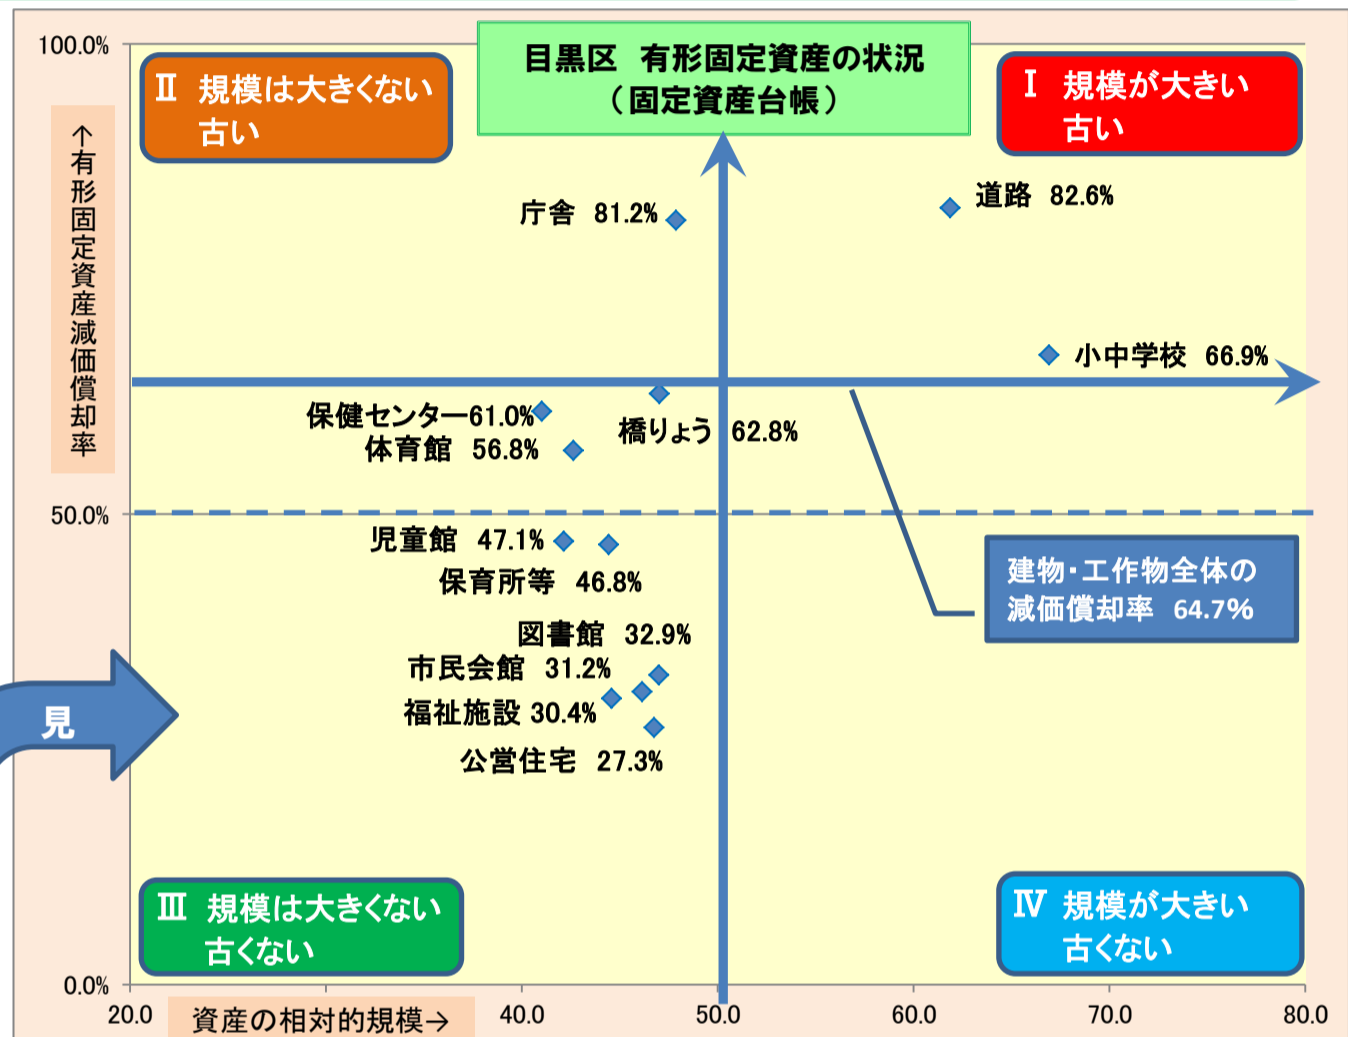 目黒区 有形固定資産の状況
（固定資産台帳）
100.0%
Ⅱ 規模は大きくない
古い
Ⅰ 規模が大きい
古い
↑有形固定資産減価償却率
庁舎 81.2%
道路 82.6%
小中学校 66.9%
保健センター61.0%
橋りょう 62.8%
体育館 56.8%
50.0%
児童館 47.1%
保育所等 46.8%
建物・工作物全体の
減価償却率 64.7%
図書館 32.9%
市民会館 31.2%
福祉施設 30.4%
見
公営住宅 27.3%
Ⅲ 規模は大きくない
古くない
Ⅳ 規模が大きい
古くない
0.0%
20.0
資産の相対的規模→
40.0
50.0
60.0
70.0
80.0